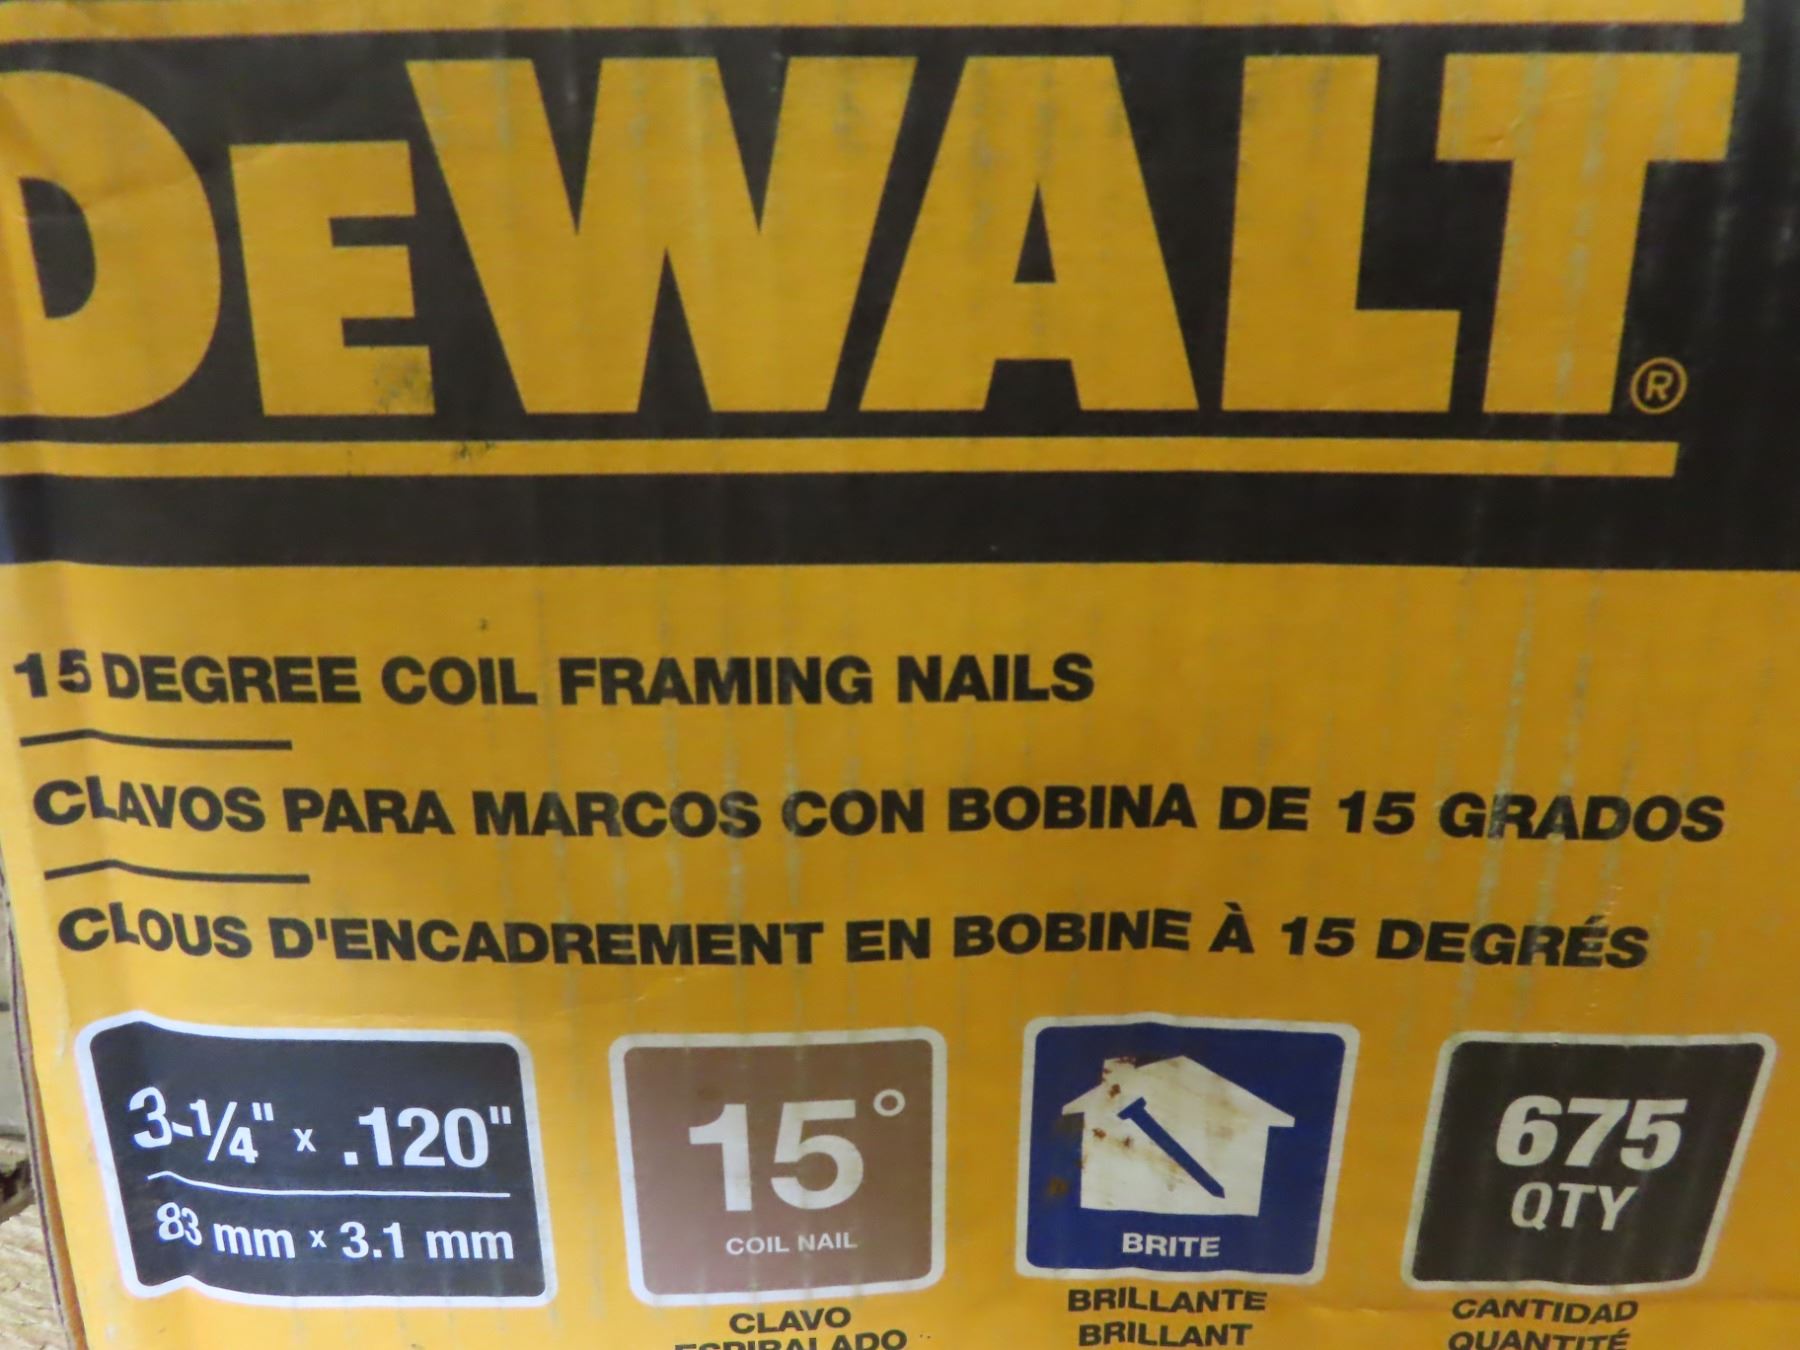 DEWALT®
15 DEGREE COIL FRAMING NAILS
CLAVOS PARA MARCOS CON BOBINA DE 15 GRADOS
CLOUS D'ENCADREMENT EN BOBINE À 15 DEGRÉS
3-1/4" x .120"
83 mm x 3.1 mm
15°
COIL NAIL
CLAVO
ESPIRALADO
BRITE
BRILLANTE
BRILLANT
675
QTY
CANTIDAD
QUANTITÉ